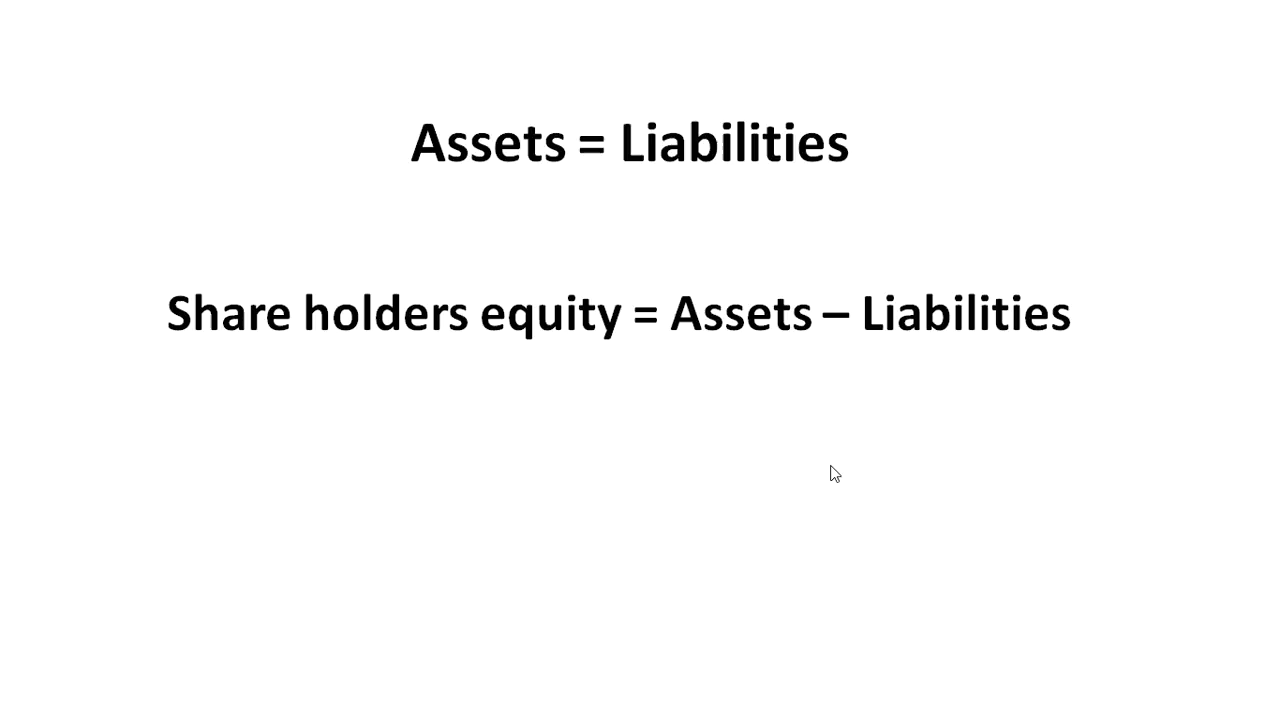 Assets = Liabilities
Share holders equity = Assets – Liabilities